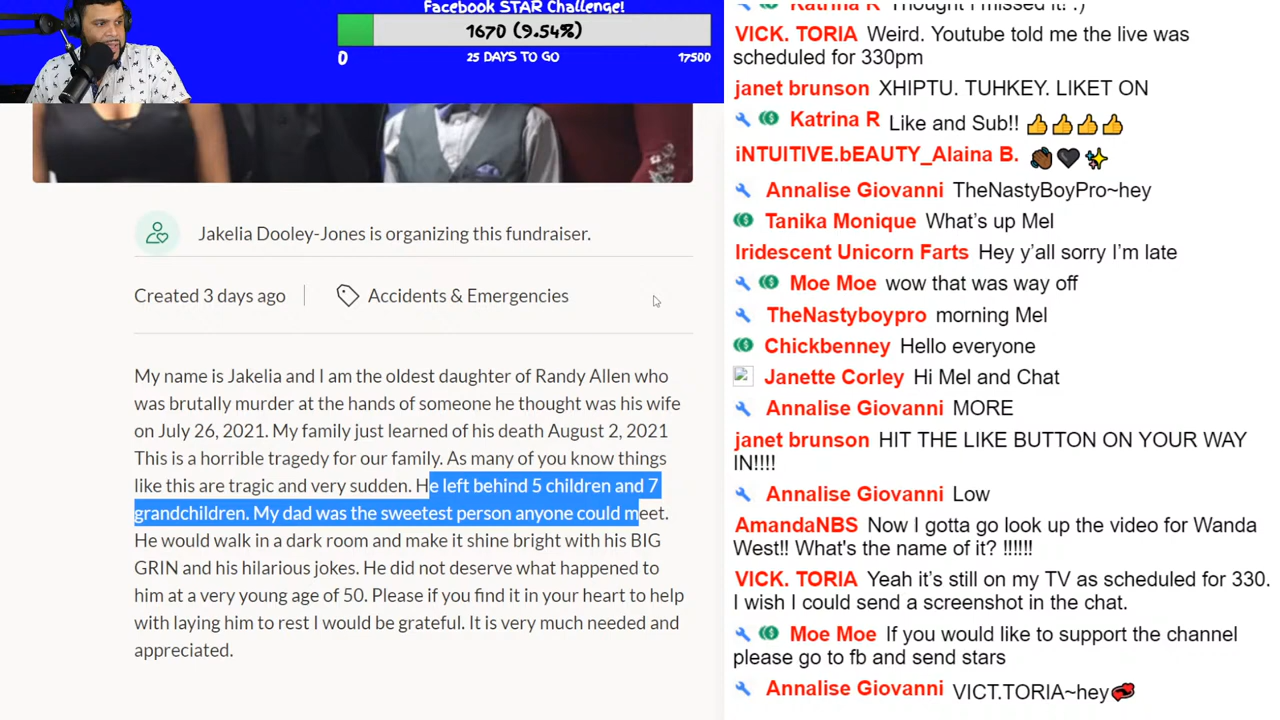 Facebook STAR Challenge!
1670 (9.54%)
0
25 DAYS TO GO
17500
Jakelia Dooley-Jones is organizing this fundraiser.
Created 3 days ago
Accidents & Emergencies
My name is Jakelia and I am the oldest daughter of Randy Allen who
was brutally murder at the hands of someone he thought was his wife
on July 26, 2021. My family just learned of his death August 2, 2021
This is a horrible tragedy for our family. As many of you know things
like this are tragic and very sudden. He left behind 5 children and 7
grandchildren. My dad was the sweetest person anyone could meet.
He would walk in a dark room and make it shine bright with his BIG
GRIN and his hilarious jokes. He did not deserve what happened to
him at a very young age of 50. Please if you find it in your heart to help
with laying him to rest I would be grateful. It is very much needed and
appreciated.
Katrina R Thought I missed it! :)
VICK. TORIA Weird. Youtube told me the live was
scheduled for 330pm
janet brunson XHIPTU. TUHKEY. LIKET ON
Katrina R Like and Sub!! 👍👍👍👍
iNTUITIVE.bEAUTY_Alaina B. 👏🏾🖤✨
Annalise Giovanni TheNastyBoyPro~hey
Tanika Monique What's up Mel
Iridescent Unicorn Farts Hey y'all sorry I'm late
Moe Moe wow that was way off
TheNastyboypro morning Mel
Chickbenney Hello everyone
Janette Corley Hi Mel and Chat
Annalise Giovanni MORE
janet brunson HIT THE LIKE BUTTON ON YOUR WAY
IN!!!!
Annalise Giovanni Low
AmandaNBS Now I gotta go look up the video for Wanda
West!! What's the name of it? !!!!!!
VICK. TORIA Yeah it's still on my TV as scheduled for 330.
I wish I could send a screenshot in the chat.
Moe Moe If you would like to support the channel
please go to fb and send stars
Annalise Giovanni VICT.TORIA~hey💞